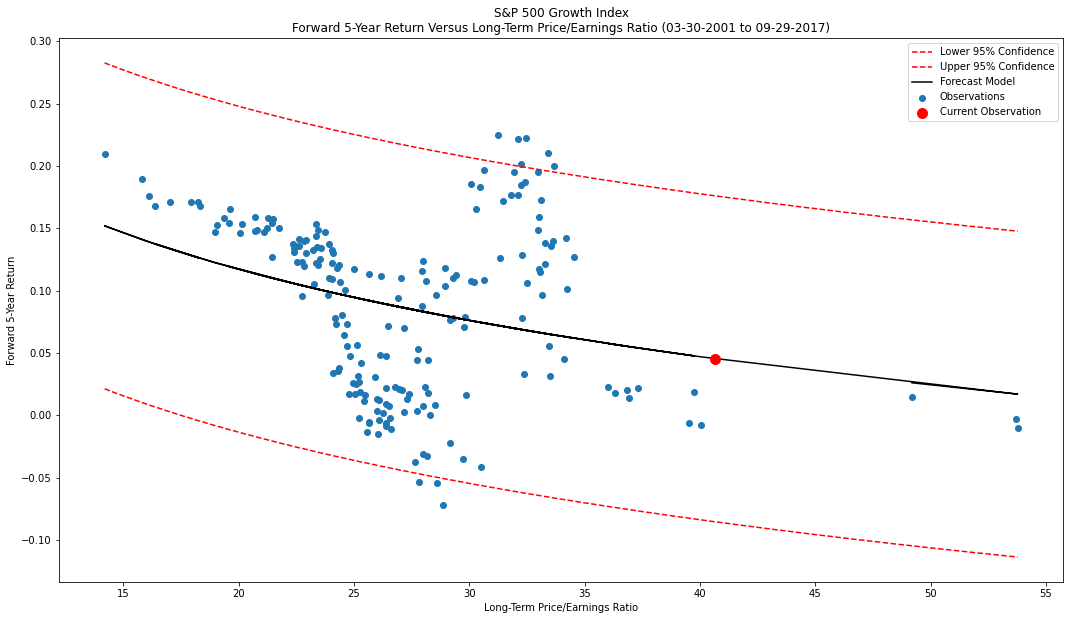 S&P 500 Growth Index
Forward 5-Year Return Versus Long-Term Price/Earnings Ratio (03-30-2001 to 09-29-2017)
Lower 95% Confidence
Upper 95% Confidence
Forecast Model
Observations
Current Observation
Forward 5-Year Return
0.30
0.25
0.20
0.15
0.10
0.05
0.00
−0.05
−0.10
15
20
25
30
35
40
45
50
55
Long-Term Price/Earnings Ratio